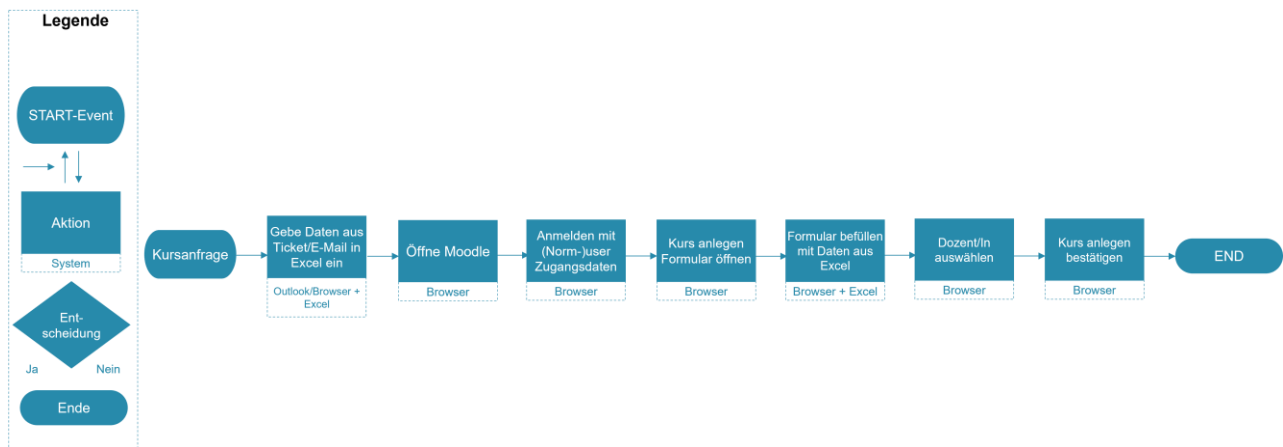 Legende
START-Event
Aktion
System
Ent-
scheidung
Ja
Nein
Ende
Kursanfrage
Gebe Daten aus
Ticket/E-Mail in
Excel ein
Outlook/Browser +
Excel
Öffne Moodle
Browser
Anmelden mit
(Norm-)user
Zugangsdaten
Browser
Kurs anlegen
Formular öffnen
Browser
Formular befüllen
mit Daten aus
Excel
Browser + Excel
Dozent/In
auswählen
Browser
Kurs anlegen
bestätigen
Browser
END